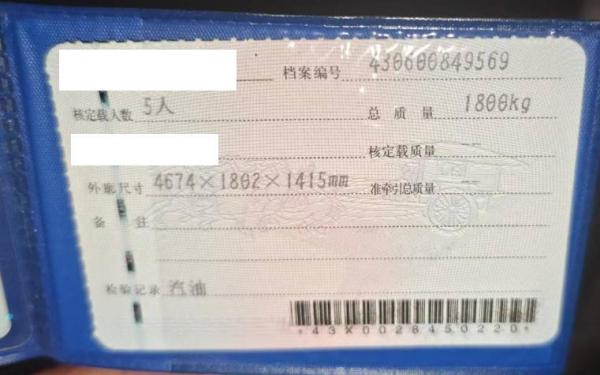 档案编号 430600849569
核定载人数 5人 总质量 1800kg
核定载质量
外廓尺寸 4674×1802×1415mm 准牵引总质量
备注
检验记录 汽油
*43X0028450220*